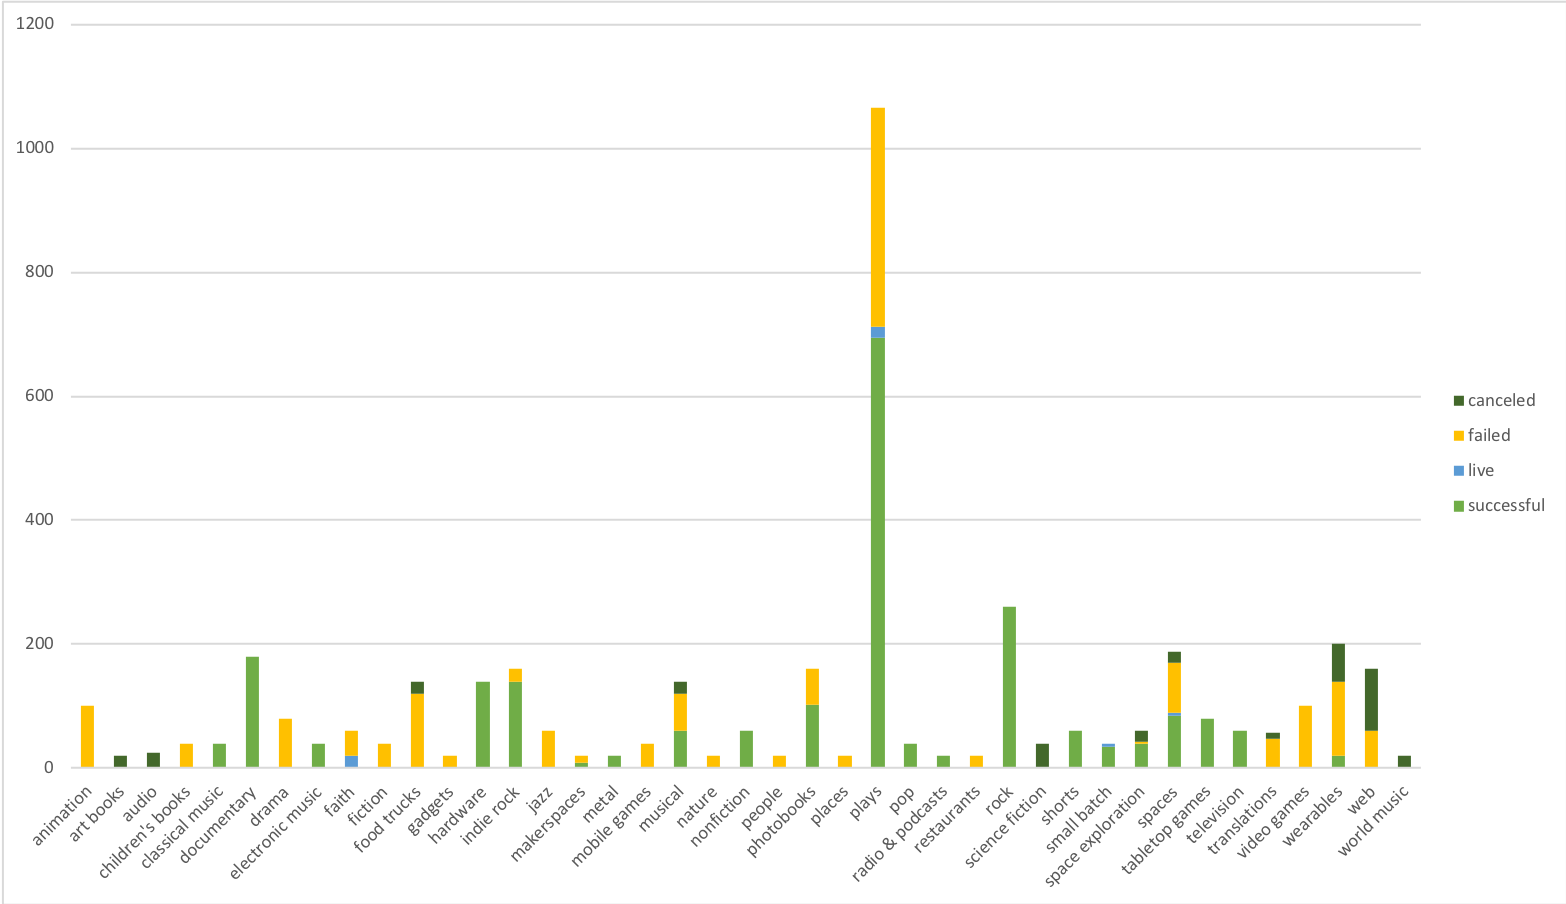 1200
1000
800
600
400
200
0
animation
art books
audio
children's books
classical music
documentary
drama
electronic music
faith
fiction
food trucks
gadgets
hardware
indie rock
jazz
makerspaces
metal
mobile games
musical
nature
nonfiction
people
photobooks
places
plays
pop
radio & podcasts
restaurants
rock
science fiction
shorts
small batch
space exploration
spaces
tabletop games
television
translations
video games
wearables
web
world music
canceled
failed
live
successful